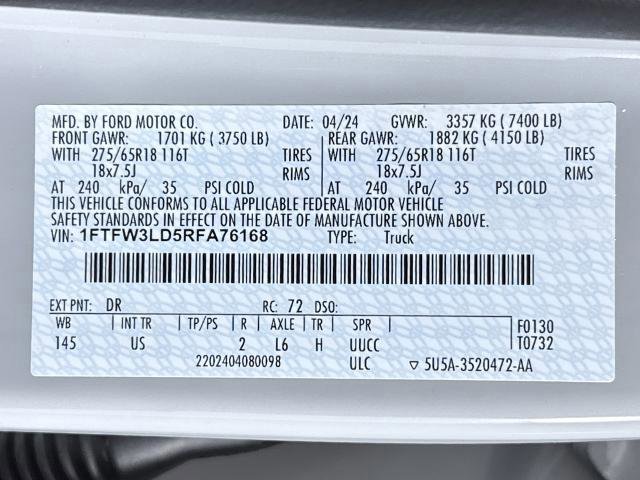 MFD. BY FORD MOTOR CO. DATE: 04/24 GVWR: 3357 KG ( 7400 LB)
FRONT GAWR: 1701 KG ( 3750 LB) REAR GAWR: 1882 KG ( 4150 LB)
WITH 275/65R18 116T TIRES WITH 275/65R18 116T TIRES
18x7.5J RIMS 18x7.5J RIMS
AT 240 kPa/ 35 PSI COLD AT 240 kPa/ 35 PSI COLD
THIS VEHICLE CONFORMS TO ALL APPLICABLE FEDERAL MOTOR VEHICLE
SAFETY STANDARDS IN EFFECT ON THE DATE OF MANUFACTURE SHOWN ABOVE.
VIN: 1FTFW3LD5RFA76168 TYPE: Truck
EXT PNT: DR RC: 72 DSO:
WB INT TR TP/PS R AXLE TR SPR F0130
145 US 2 L6 H UUCC T0732
2202404080098 ULC ▽ 5U5A-3520472-AA